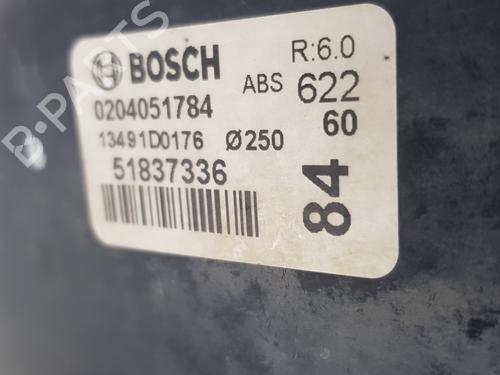 BOSCH
R:6.0
0204051784
ABS 622
13491D0176 Ø250
60
51837336
84
B-PARTS